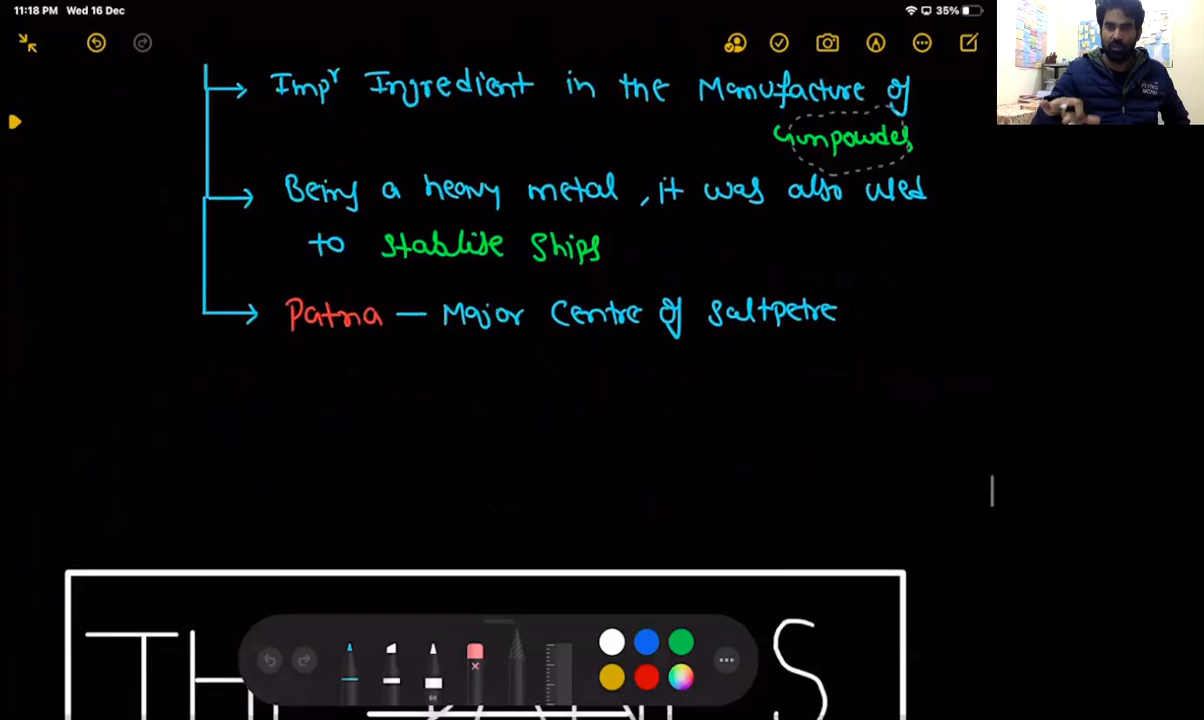 11:18 PM Wed 16 Dec
35%
→ Imp^r Ingredient in the Manufacture of
Gunpowder
→ Being a heavy metal, it was also used
to Stablise Ships
→ Patna — Major Centre of Saltpetre